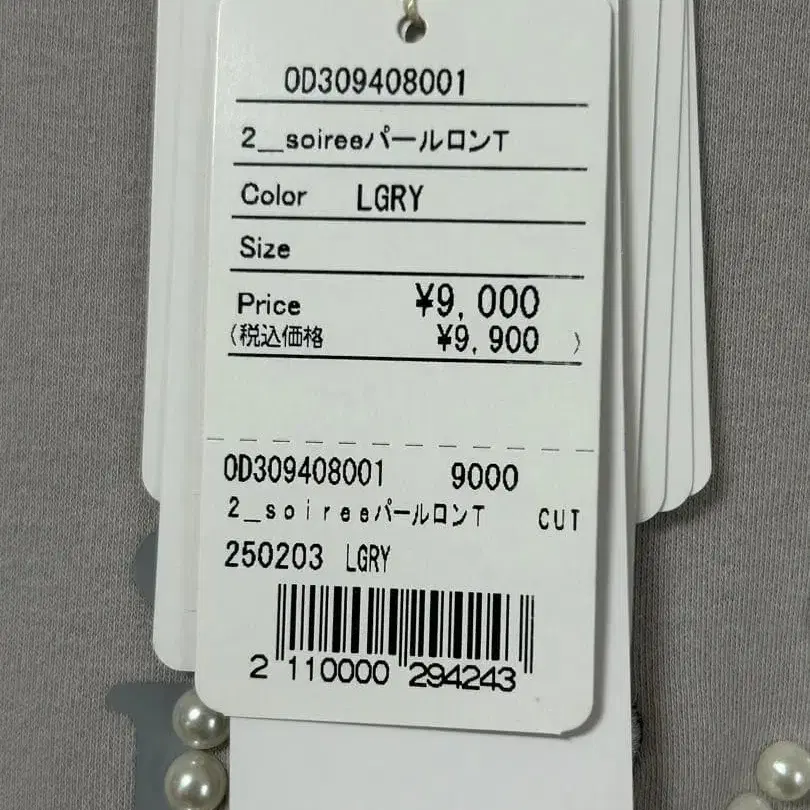 0D309408001
2_soireeパールロンT
Color LGRY
Size
Price ¥9,000
(税込価格 ¥9,900 )
0D309408001 9000
2_soireeパールロンT CUT
250203 LGRY
2 110000 294243